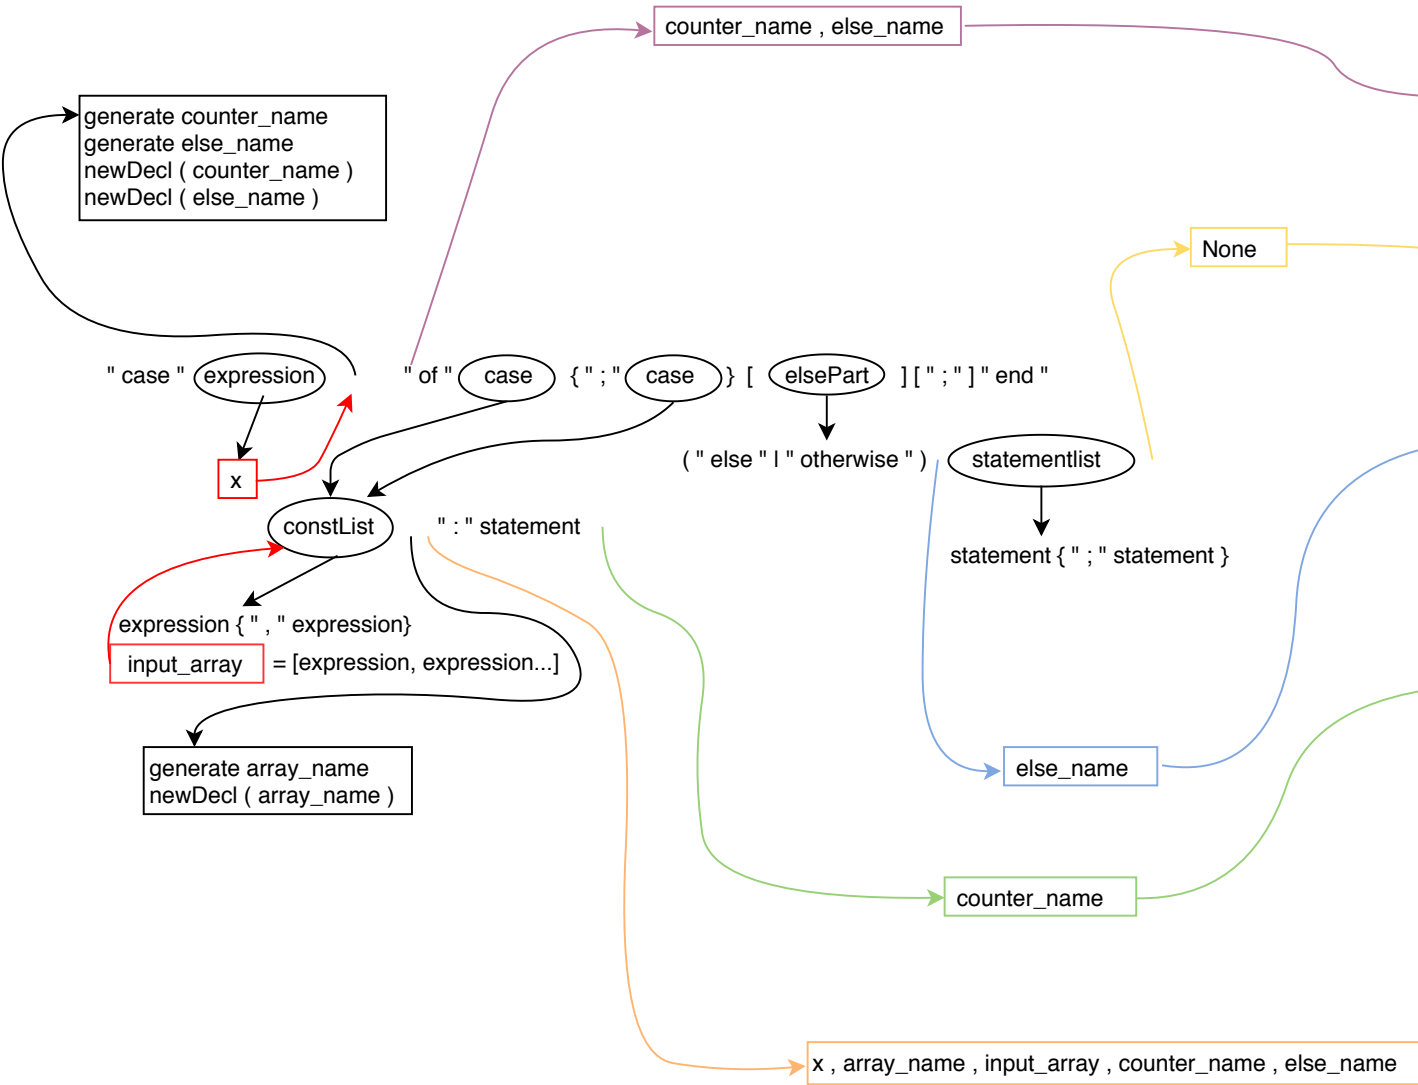 counter_name , else_name
generate counter_name
generate else_name
newDecl ( counter_name )
newDecl ( else_name )
None
" case " expression " of " case { " ; " case } [ elsePart ] [ " ; " ] " end "
( " else " | " otherwise " ) statementlist
x
constList " : " statement
statement { " ; " statement }
expression { " , " expression}
input_array = [expression, expression...]
generate array_name
newDecl ( array_name )
else_name
counter_name
x , array_name , input_array , counter_name , else_name